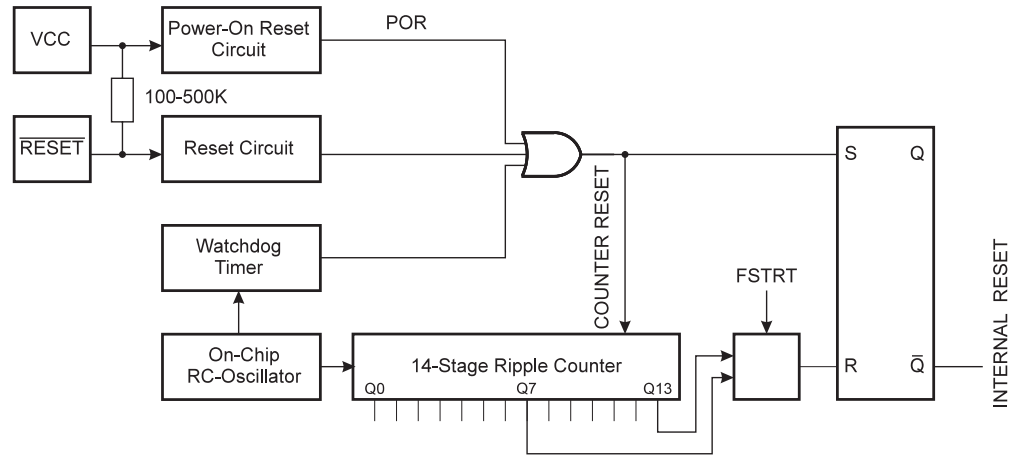 VCC
Power-On Reset
Circuit
POR
100-500K
RESET
Reset Circuit
S
Q
COUNTER RESET
Watchdog
Timer
FSTRT
INTERNAL RESET
On-Chip
RC-Oscillator
14-Stage Ripple Counter
Q0
Q7
Q13
R
Q̅